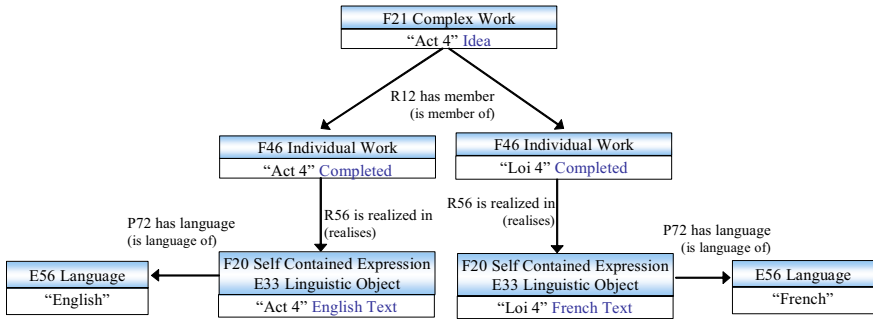 F21 Complex Work
“Act 4” Idea
R12 has member
(is member of)
F46 Individual Work
“Act 4” Completed
F46 Individual Work
“Loi 4” Completed
P72 has language
(is language of)
R56 is realized in
(realises)
R56 is realized in
(realises)
P72 has language
(is language of)
E56 Language
“English”
F20 Self Contained Expression
E33 Linguistic Object
“Act 4” English Text
F20 Self Contained Expression
E33 Linguistic Object
“Loi 4” French Text
E56 Language
“French”